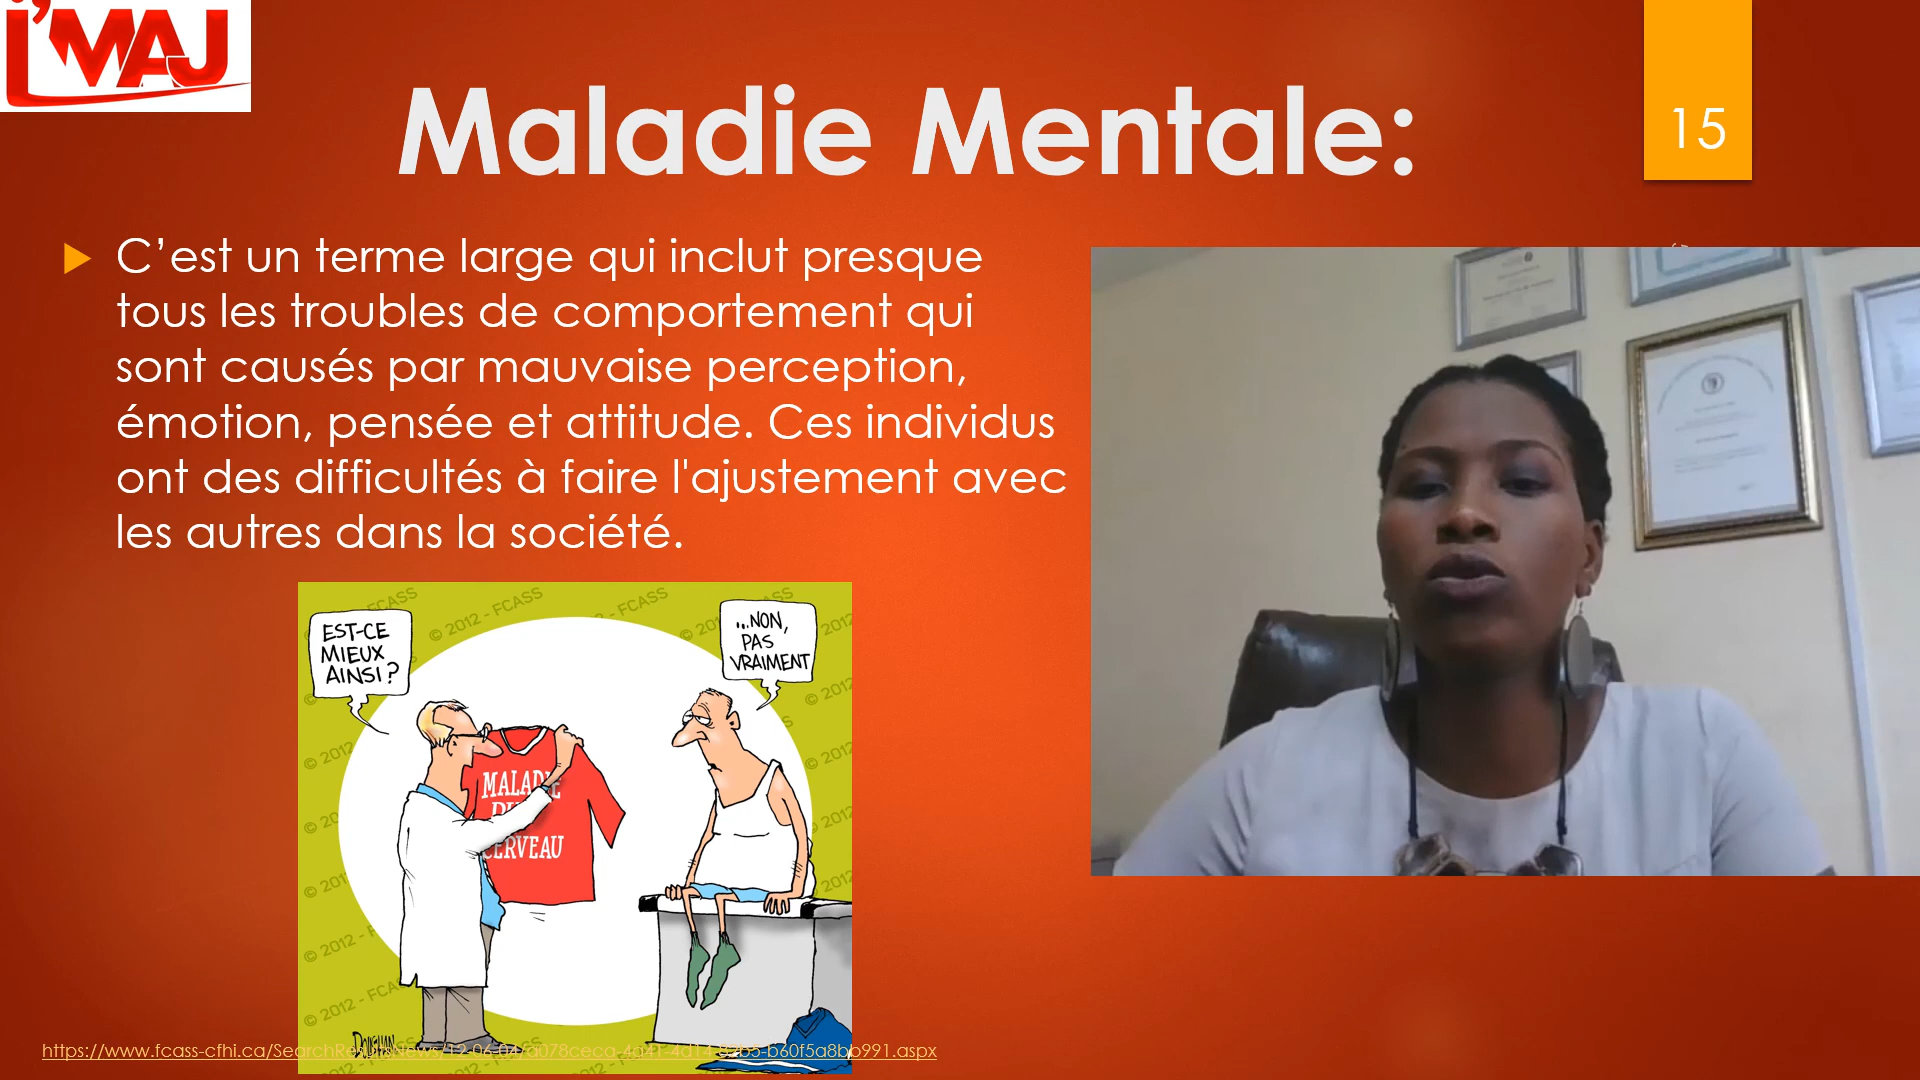 i'MAJ
Maladie Mentale:
15
C'est un terme large qui inclut presque
tous les troubles de comportement qui
sont causés par mauvaise perception,
émotion, pensée et attitude. Ces individus
ont des difficultés à faire l'ajustement avec
les autres dans la société.
EST-CE
MIEUX
AINSI?
...NON,
PAS
VRAIMENT
MALADIE
CERVEAU
© 2012 - FCASS